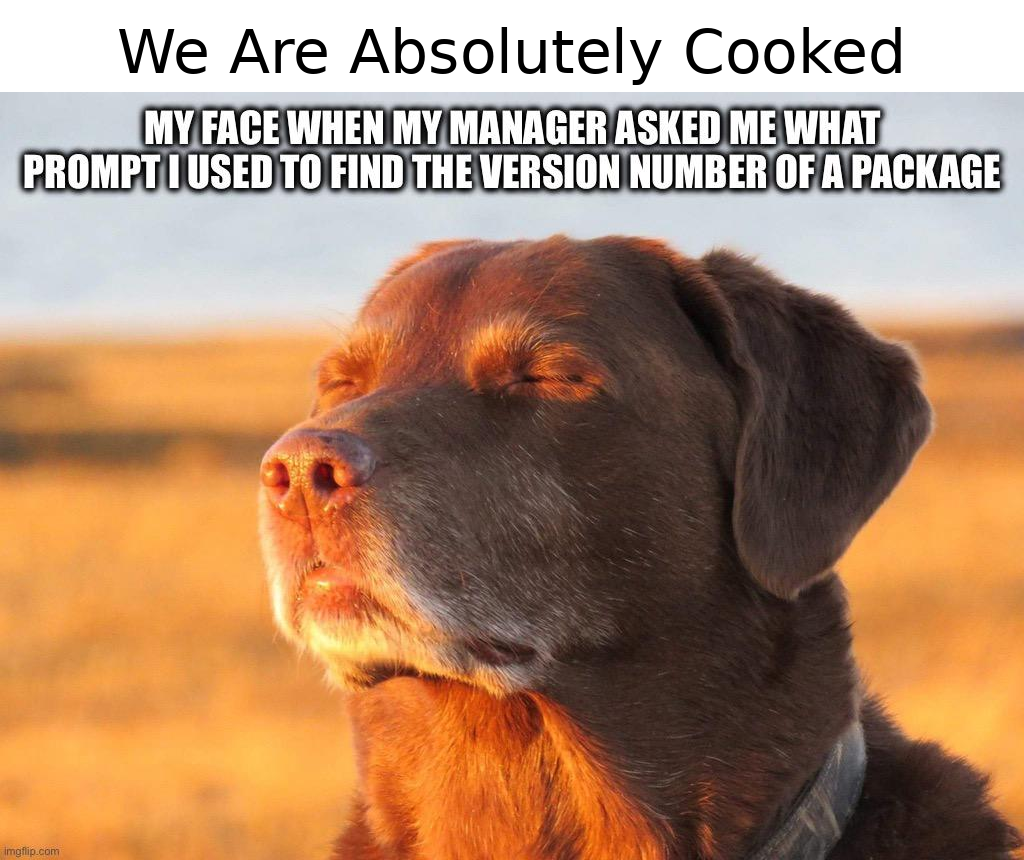 We Are Absolutely Cooked
MY FACE WHEN MY MANAGER ASKED ME WHAT
PROMPT I USED TO FIND THE VERSION NUMBER OF A PACKAGE
imgflip.com